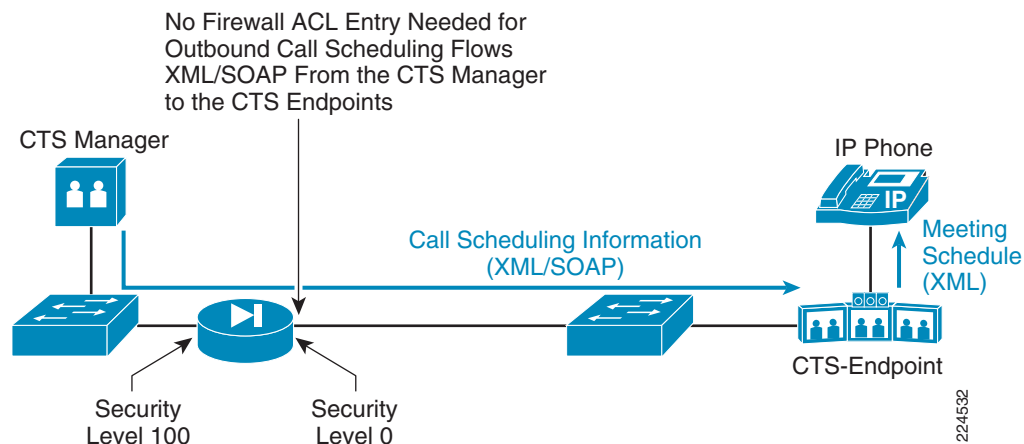 No Firewall ACL Entry Needed for
Outbound Call Scheduling Flows
XML/SOAP From the CTS Manager
to the CTS Endpoints
CTS Manager
IP Phone
IP
Call Scheduling Information
(XML/SOAP)
Meeting
Schedule
(XML)
CTS-Endpoint
Security
Level 100
Security
Level 0
224532